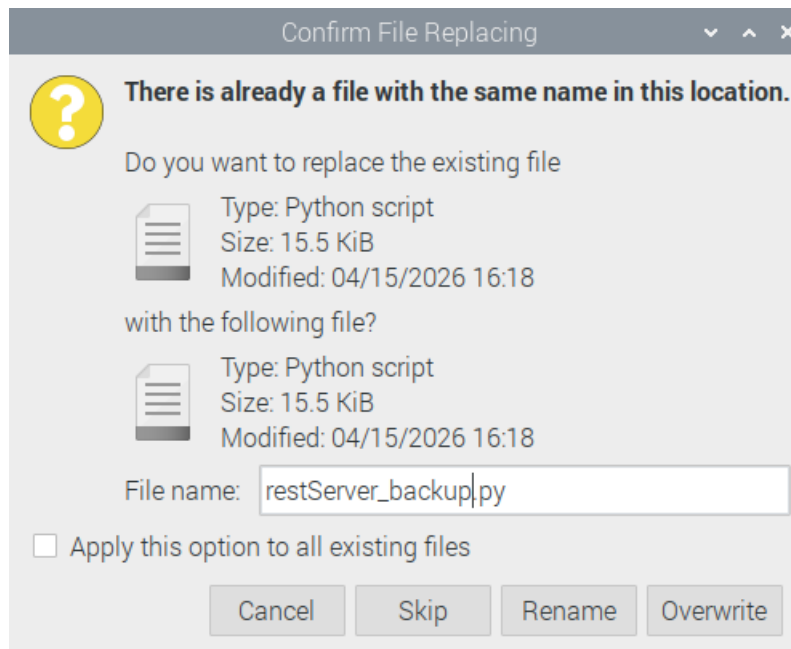 Confirm File Replacing
There is already a file with the same name in this location.
Do you want to replace the existing file
Type: Python script
Size: 15.5 KiB
Modified: 04/15/2026 16:18
with the following file?
Type: Python script
Size: 15.5 KiB
Modified: 04/15/2026 16:18
File name: restServer_backup.py
Apply this option to all existing files
Cancel Skip Rename Overwrite